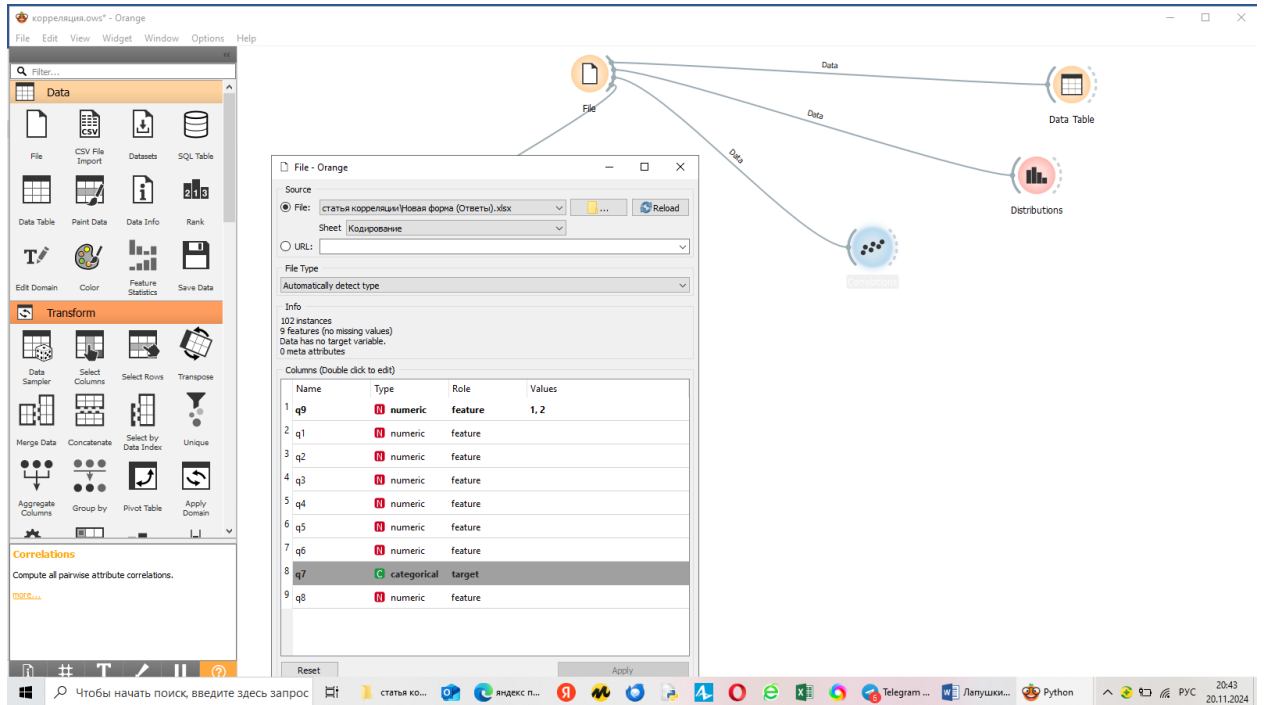 корреляция.ows* - Orange
File Edit View Widget Window Options Help
Filter...
Data
File
CSV File Import
Datasets
SQL Table
Data Table
Paint Data
Data Info
Rank
Edit Domain
Color
Feature Statistics
Save Data
Transform
Data Sampler
Select Columns
Select Rows
Transpose
Merge Data
Concatenate
Select by Data Index
Unique
Aggregate Columns
Group by
Pivot Table
Apply Domain
Correlations
Compute all pairwise attribute correlations.
more...
File
Data
Data Table
Data
Distributions
Data
Correlations
File - Orange
Source
File: статья корреляции\Новая форма (Ответы).xlsx ... Reload
Sheet Кодирование
URL:
File Type
Automatically detect type
Info
102 instances
9 features (no missing values)
Data has no target variable.
0 meta attributes
Columns (Double click to edit)
Name Type Role Values
1 q9 N numeric feature 1, 2
2 q1 N numeric feature
3 q2 N numeric feature
4 q3 N numeric feature
5 q4 N numeric feature
6 q5 N numeric feature
7 q6 N numeric feature
8 q7 C categorical target
9 q8 N numeric feature
Reset Apply
Чтобы начать поиск, введите здесь запрос
статья ко...
яндекс п...
Telegram ...
Лапушки...
Python
РУС
20:43
20.11.2024